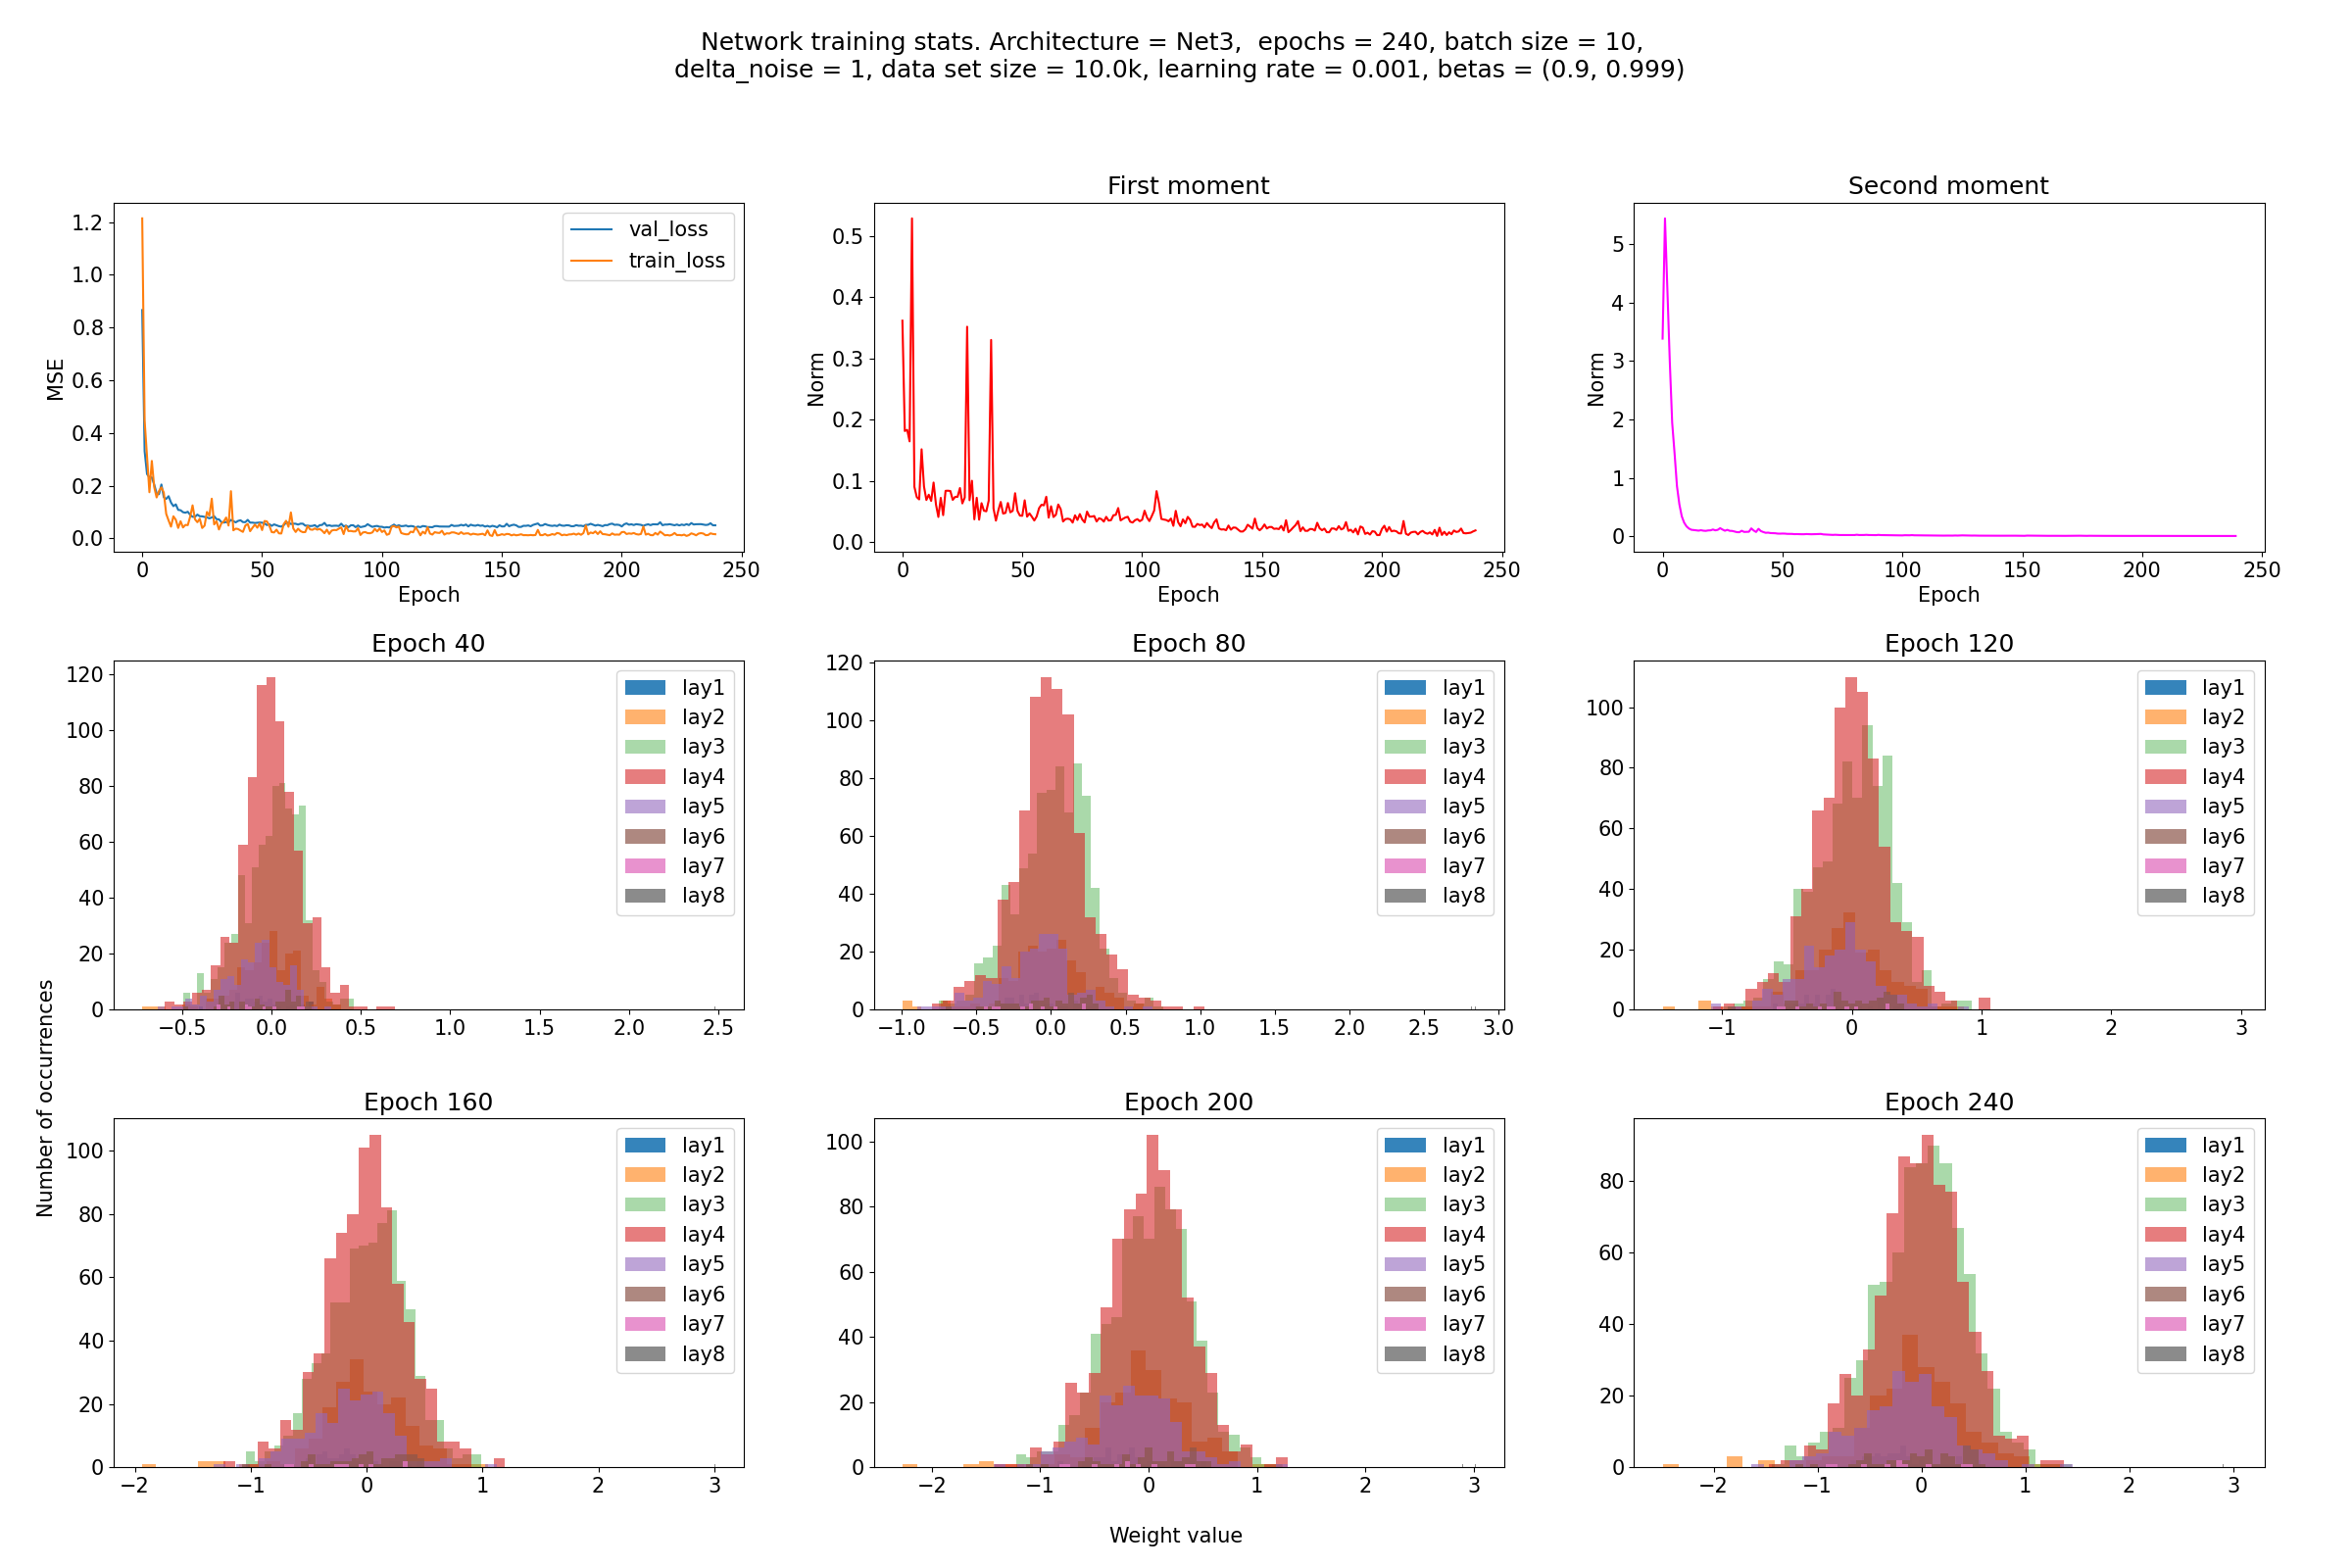 Network training stats. Architecture = Net3,  epochs = 240, batch size = 10,
delta_noise = 1, data set size = 10.0k, learning rate = 0.001, betas = (0.9, 0.999)
MSE
1.2
1.0
0.8
0.6
0.4
0.2
0.0
val_loss
train_loss
0 50 100 150 200 250
Epoch
First moment
Norm
0.5
0.4
0.3
0.2
0.1
0.0
0 50 100 150 200 250
Epoch
Second moment
Norm
5
4
3
2
1
0
0 50 100 150 200 250
Epoch
Number of occurrences
Epoch 40
120
100
80
60
40
20
0
lay1
lay2
lay3
lay4
lay5
lay6
lay7
lay8
−0.5 0.0 0.5 1.0 1.5 2.0 2.5
Epoch 80
120
100
80
60
40
20
0
lay1
lay2
lay3
lay4
lay5
lay6
lay7
lay8
−1.0 −0.5 0.0 0.5 1.0 1.5 2.0 2.5 3.0
Epoch 120
100
80
60
40
20
0
lay1
lay2
lay3
lay4
lay5
lay6
lay7
lay8
−1 0 1 2 3
Epoch 160
100
80
60
40
20
0
lay1
lay2
lay3
lay4
lay5
lay6
lay7
lay8
−2 −1 0 1 2 3
Epoch 200
100
80
60
40
20
0
lay1
lay2
lay3
lay4
lay5
lay6
lay7
lay8
−2 −1 0 1 2 3
Epoch 240
80
60
40
20
0
lay1
lay2
lay3
lay4
lay5
lay6
lay7
lay8
−2 −1 0 1 2 3
Weight value